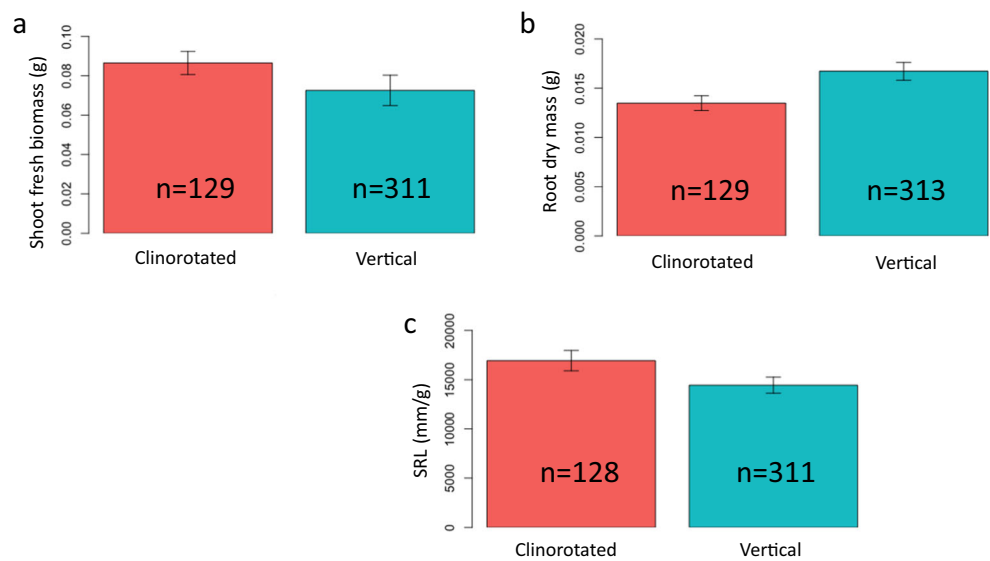 a
Shoot fresh biomass (g)
0.10
0.08
0.06
0.04
0.02
0.00
n=129
n=311
Clinorotated
Vertical
b
Root dry mass (g)
0.020
0.015
0.010
0.005
0.000
n=129
n=313
Clinorotated
Vertical
c
SRL (mm/g)
20000
15000
10000
5000
0
n=128
n=311
Clinorotated
Vertical